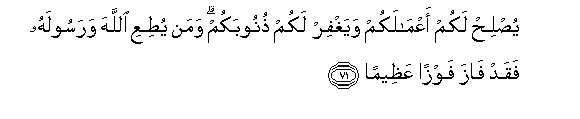 يُصْلِحْ لَكُمْ أَعْمَـٰلَكُمْ وَيَغْفِرْ لَكُمْ ذُنُوبَكُمْ ۗ وَمَن يُطِعِ ٱللَّهَ وَرَسُولَهُۥ
فَقَدْ فَازَ فَوْزًا عَظِيمًا ﴿٧١﴾